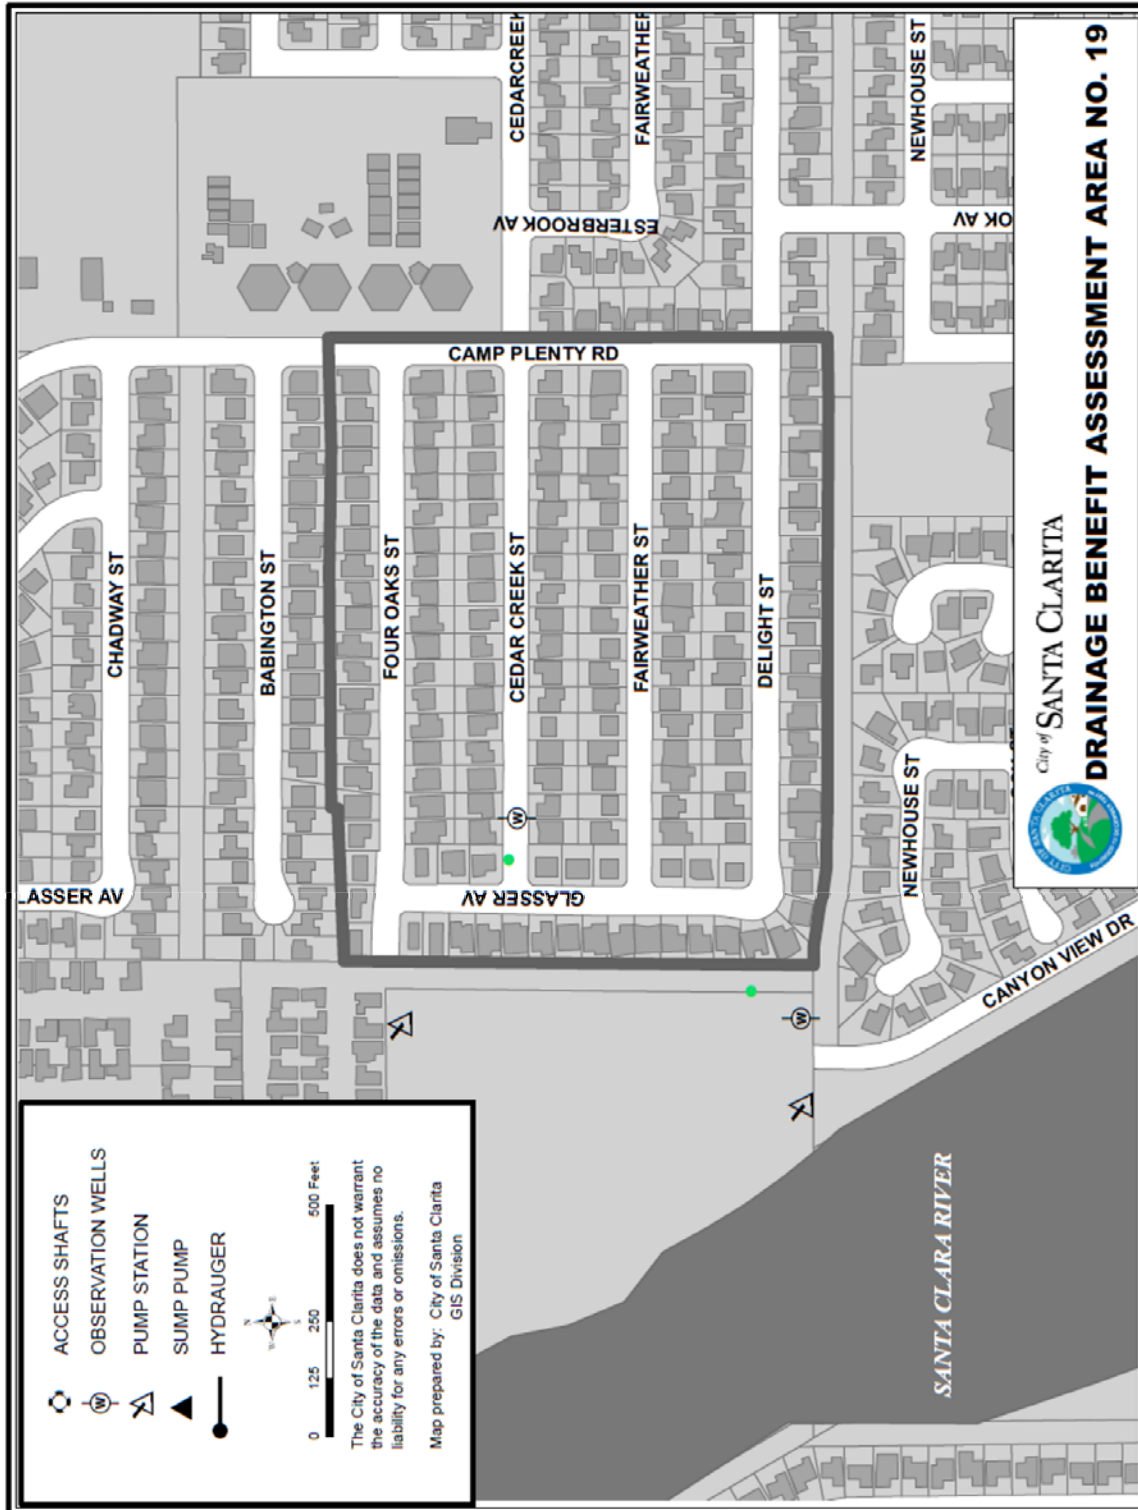 CEDARCREEK
FAIRWEATHER
NEWHOUSE ST
ESTERBROOK AV
OK AV
CAMP PLENTY RD
CHADWAY ST
BABINGTON ST
FOUR OAKS ST
CEDAR CREEK ST
FAIRWEATHER ST
DELIGHT ST
NEWHOUSE ST
LASSER AV
GLASSER AV
CANYON VIEW DR
W
W
SANTA CLARA RIVER
ACCESS SHAFTS
W
OBSERVATION WELLS
PUMP STATION
SUMP PUMP
HYDRAUGER
N
W
E
S
0 125 250 500 Feet
The City of Santa Clarita does not warrant
the accuracy of the data and assumes no
liability for any errors or omissions.
Map prepared by: City of Santa Clarita
GIS Division
City of SANTA CLARITA
DRAINAGE BENEFIT ASSESSMENT AREA NO. 19
CITY OF SANTA CLARITA